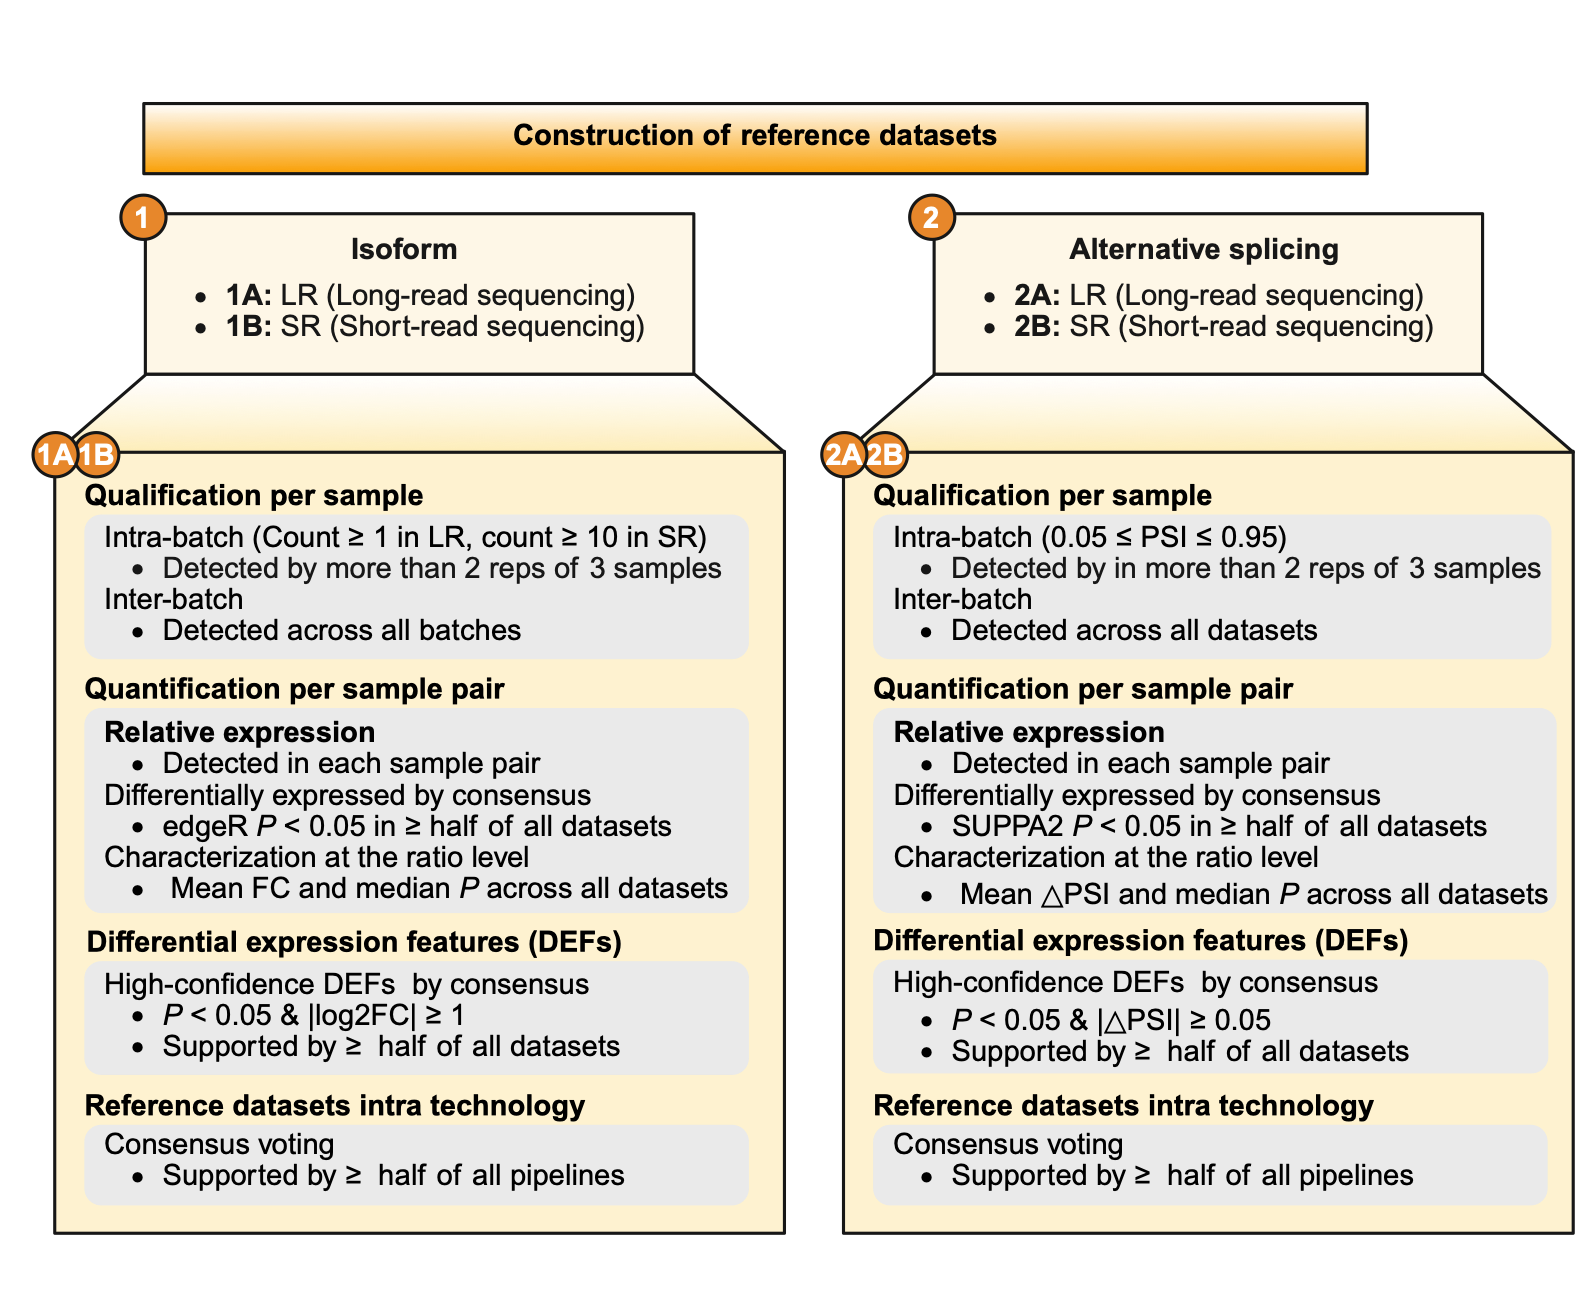 Construction of reference datasets
1
Isoform
• 1A: LR (Long-read sequencing)
• 1B: SR (Short-read sequencing)
1A 1B
Qualification per sample
Intra-batch (Count ≥ 1 in LR, count ≥ 10 in SR)
• Detected by more than 2 reps of 3 samples
Inter-batch
• Detected across all batches
Quantification per sample pair
Relative expression
• Detected in each sample pair
Differentially expressed by consensus
• edgeR P < 0.05 in ≥ half of all datasets
Characterization at the ratio level
• Mean FC and median P across all datasets
Differential expression features (DEFs)
High-confidence DEFs by consensus
• P < 0.05 & |log2FC| ≥ 1
• Supported by ≥ half of all datasets
Reference datasets intra technology
Consensus voting
• Supported by ≥ half of all pipelines
2
Alternative splicing
• 2A: LR (Long-read sequencing)
• 2B: SR (Short-read sequencing)
2A 2B
Qualification per sample
Intra-batch (0.05 ≤ PSI ≤ 0.95)
• Detected by in more than 2 reps of 3 samples
Inter-batch
• Detected across all datasets
Quantification per sample pair
Relative expression
• Detected in each sample pair
Differentially expressed by consensus
• SUPPA2 P < 0.05 in ≥ half of all datasets
Characterization at the ratio level
• Mean △PSI and median P across all datasets
Differential expression features (DEFs)
High-confidence DEFs by consensus
• P < 0.05 & |△PSI| ≥ 0.05
• Supported by ≥ half of all datasets
Reference datasets intra technology
Consensus voting
• Supported by ≥ half of all pipelines